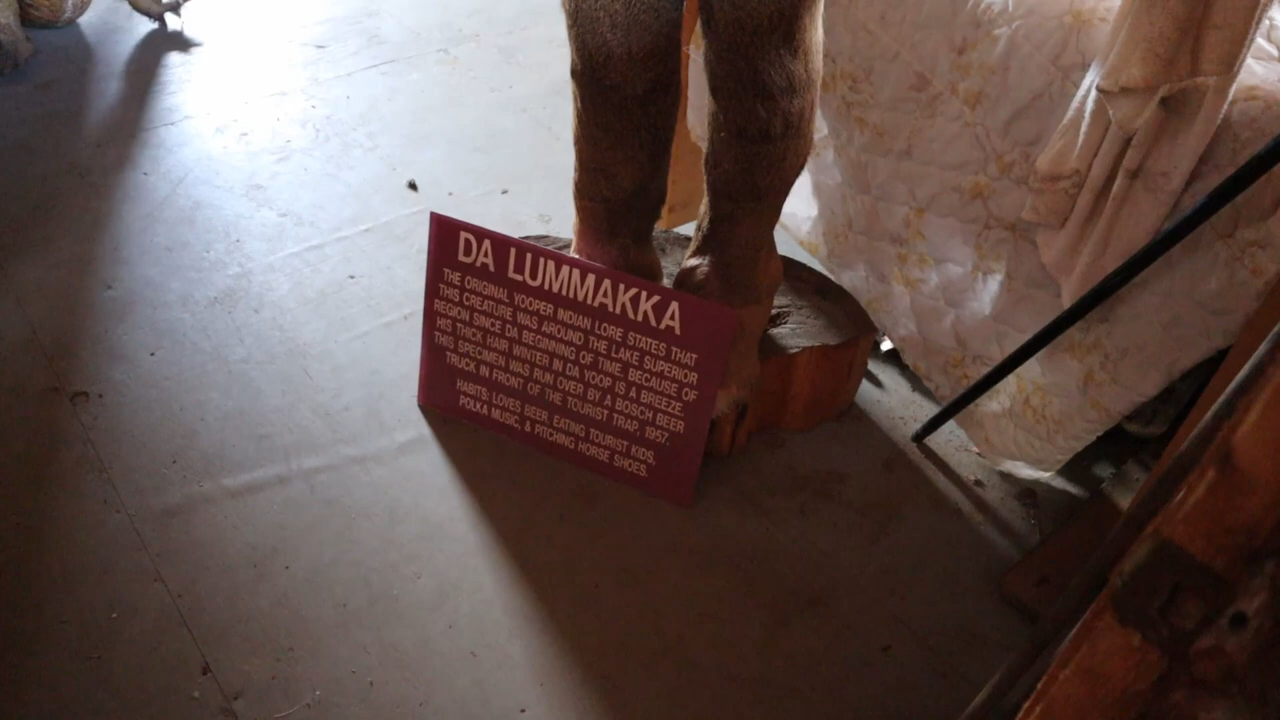 DA LUMMAKKA
THE ORIGINAL YOOPER INDIAN LORE STATES THAT
THIS CREATURE WAS AROUND THE LAKE SUPERIOR
REGION SINCE DA BEGINNING OF TIME. BECAUSE OF
HIS THICK HAIR WINTER IN DA YOOP IS A BREEZE.
THIS SPECIMEN WAS RUN OVER BY A BOSCH BEER
TRUCK IN FRONT OF THE TOURIST TRAP, 1957.
HABITS: LOVES BEER, EATING TOURIST KIDS,
POLKA MUSIC, & PITCHING HORSE SHOES.